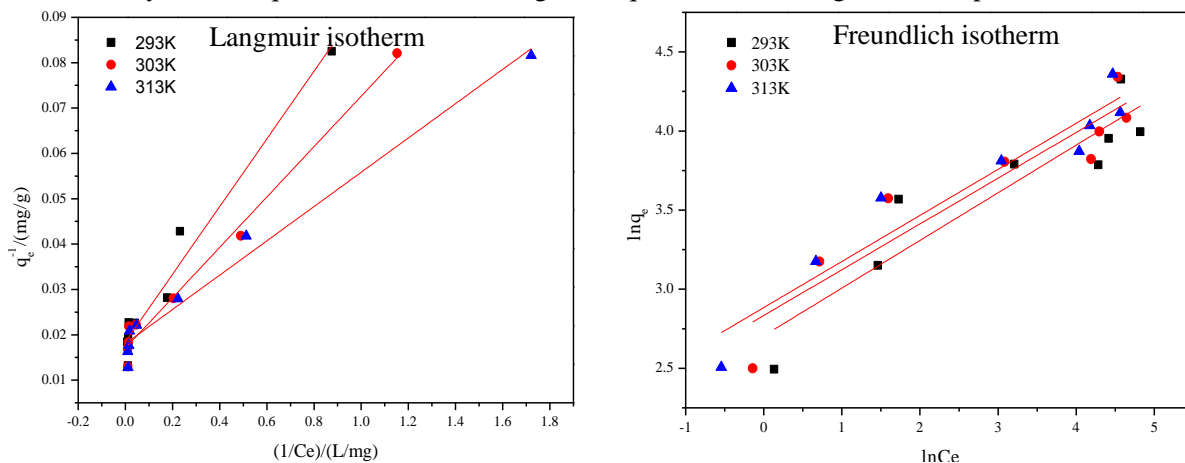 Langmuir isotherm
293K
303K
313K
0.09
0.08
0.07
0.06
0.05
0.04
0.03
0.02
0.01
0.00
q_e^-1/(mg/g)
0.0 0.2 0.4 0.6 0.8 1.0 1.2 1.4 1.6 1.8
(1/Ce)/(L/mg)
Freundlich isotherm
293K
303K
313K
4.5
4.0
3.5
3.0
2.5
lnq_e
-1 0 1 2 3 4 5
lnCe